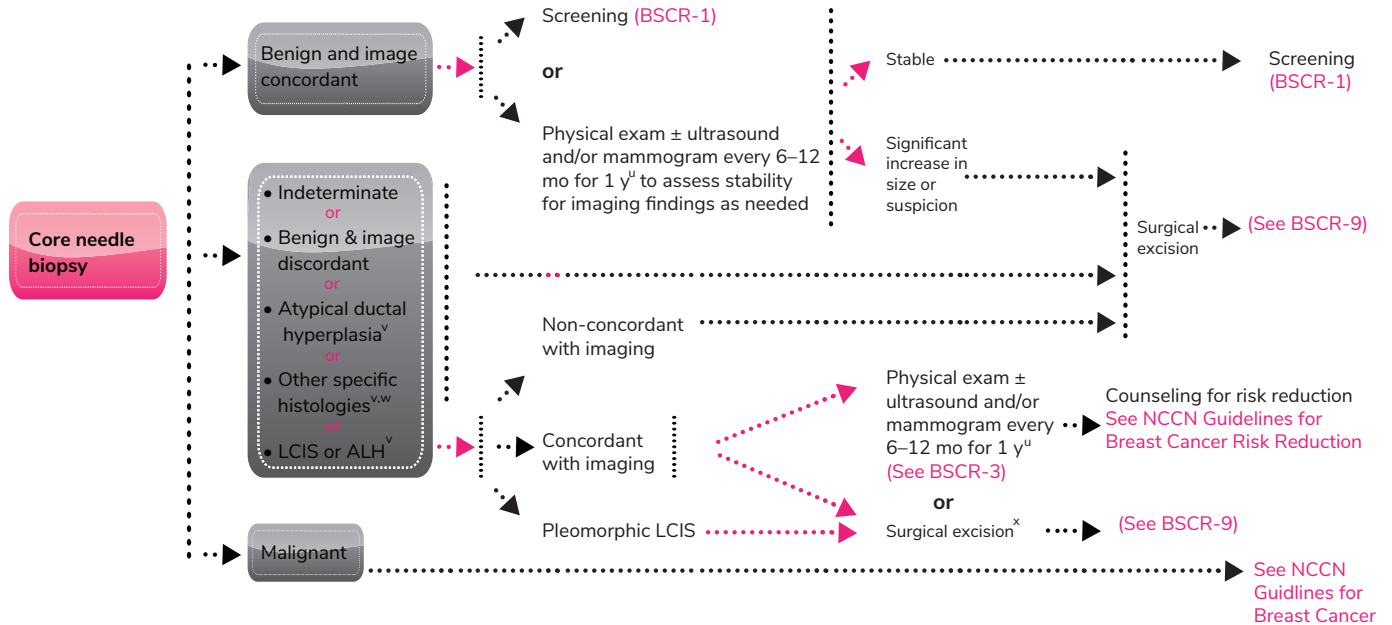 Core needle
biopsy
Benign and image
concordant
Screening (BSCR-1)
or
Physical exam ± ultrasound
and/or mammogram every 6–12
mo for 1 yᵘ to assess stability
for imaging findings as needed
Stable
Screening
(BSCR-1)
Significant
increase in
size or
suspicion
Surgical
excision
(See BSCR-9)
• Indeterminate
or
• Benign & image
discordant
or
• Atypical ductal
hyperplasiaᵛ
or
• Other specific
histologiesᵛ,ʷ
or
• LCIS or ALHᵛ
Non-concordant
with imaging
Concordant
with imaging
Pleomorphic LCIS
Physical exam ±
ultrasound and/or
mammogram every
6–12 mo for 1 yᵘ
(See BSCR-3)
or
Surgical excisionˣ
Counseling for risk reduction
See NCCN Guidelines for
Breast Cancer Risk Reduction
(See BSCR-9)
Malignant
See NCCN
Guidlines for
Breast Cancer